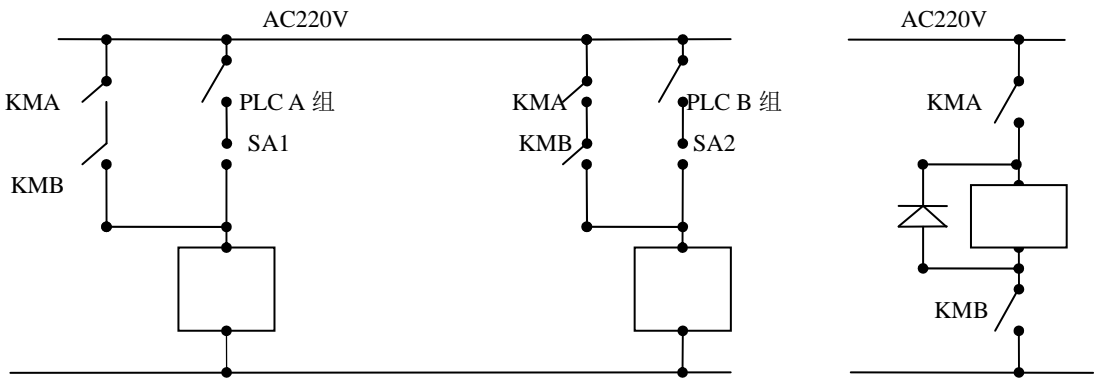 AC220V
AC220V
KMA
PLC A 组
KMA
PLC B 组
KMA
SA1
KMB
SA2
KMB
KMB